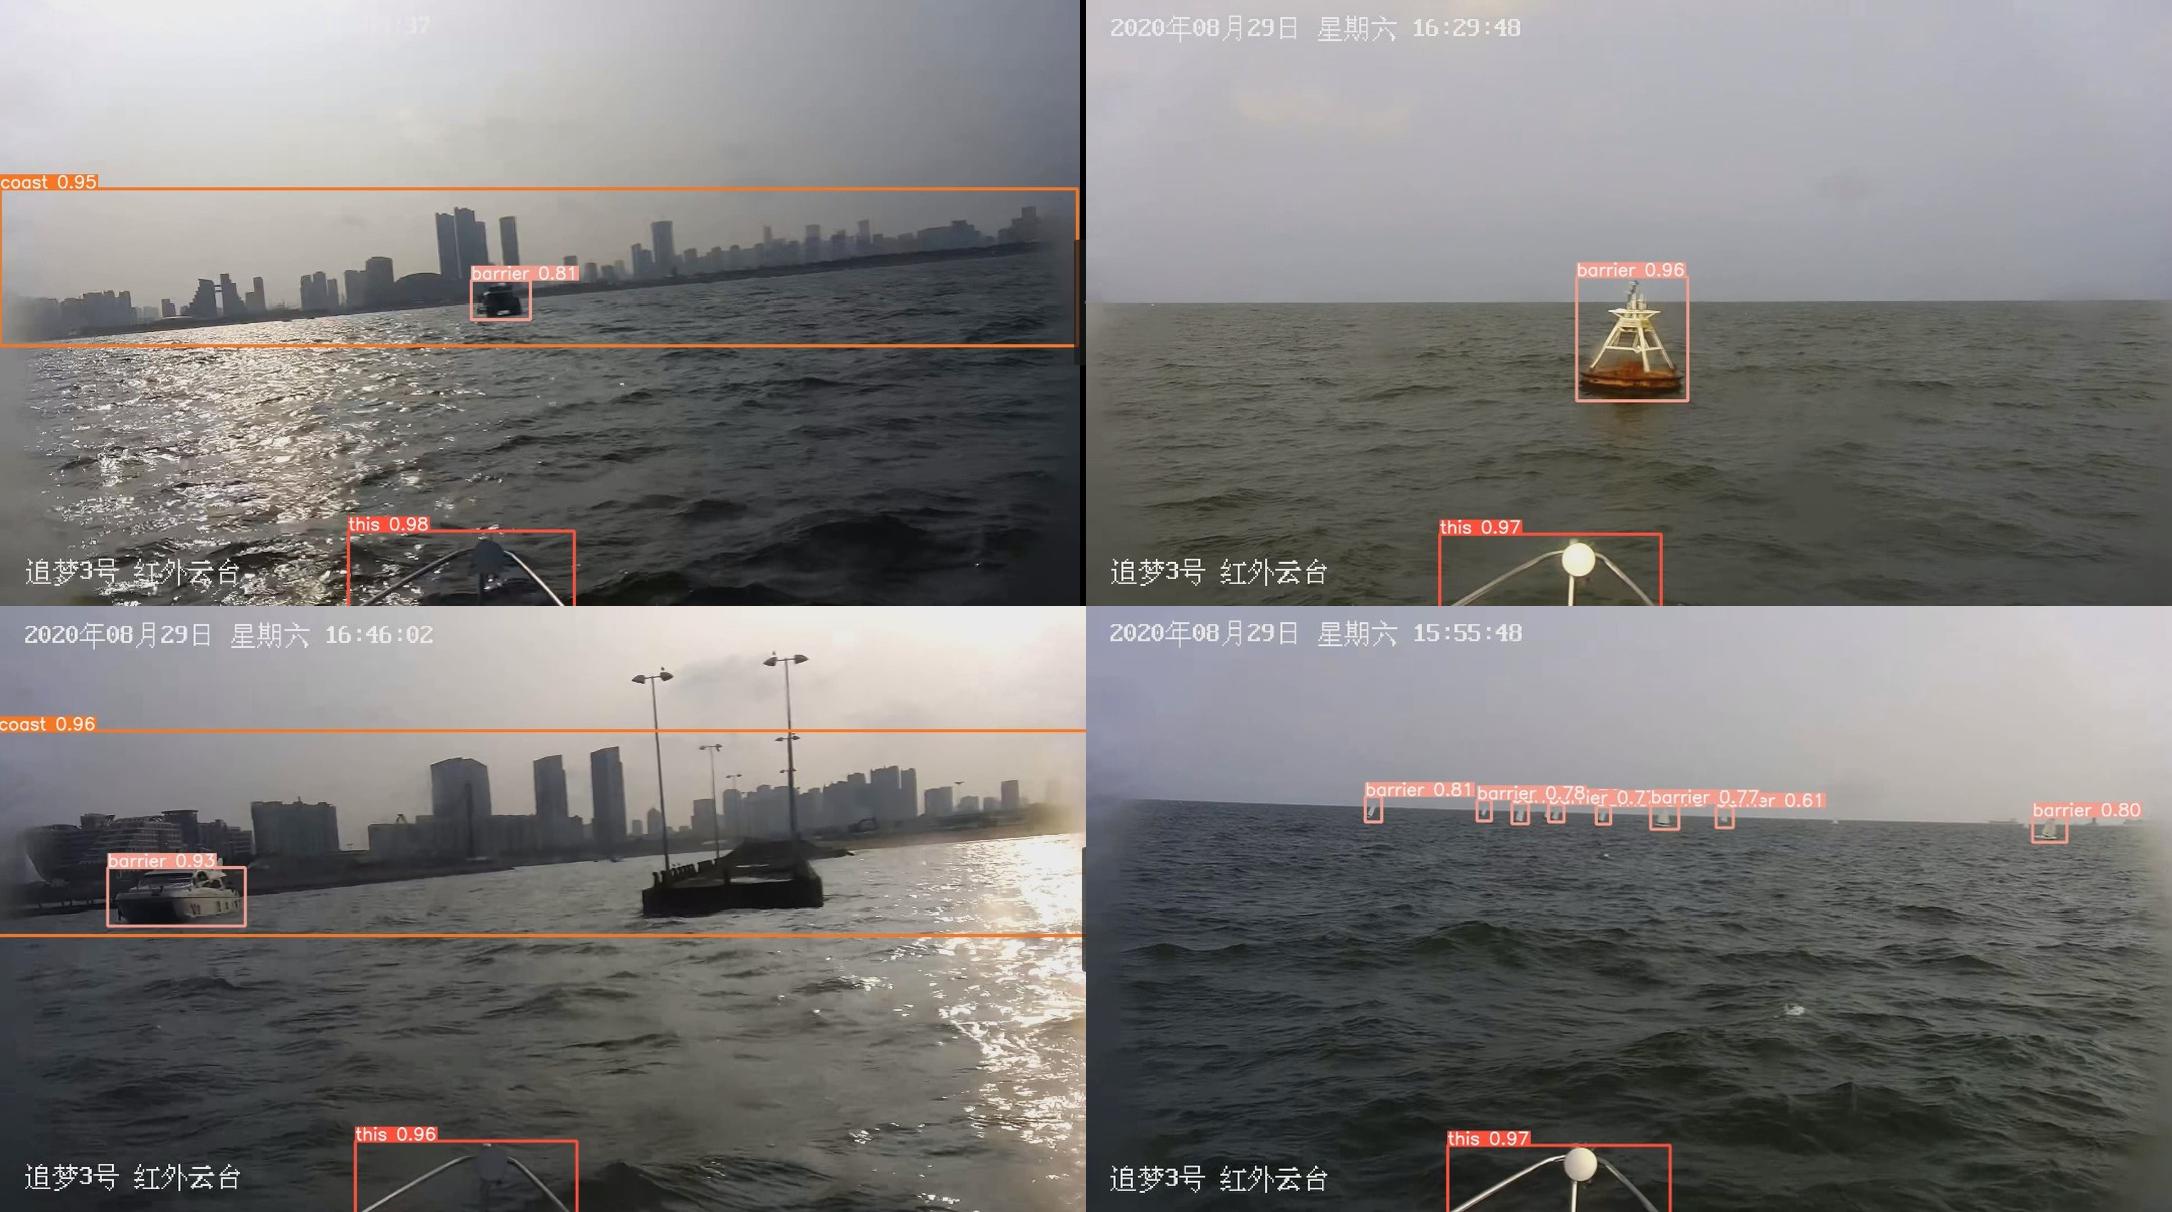 :37
coast 0.95
barrier 0.81
this 0.98
追梦3号 红外云台
2020年08月29日 星期六 16:29:48
barrier 0.96
this 0.97
追梦3号 红外云台
2020年08月29日 星期六 16:46:02
coast 0.96
barrier 0.93
this 0.96
追梦3号 红外云台
2020年08月29日 星期六 15:55:48
barrier 0.81
barrier 0.78
barrier 0.77
0.61
barrier 0.80
this 0.97
追梦3号 红外云台